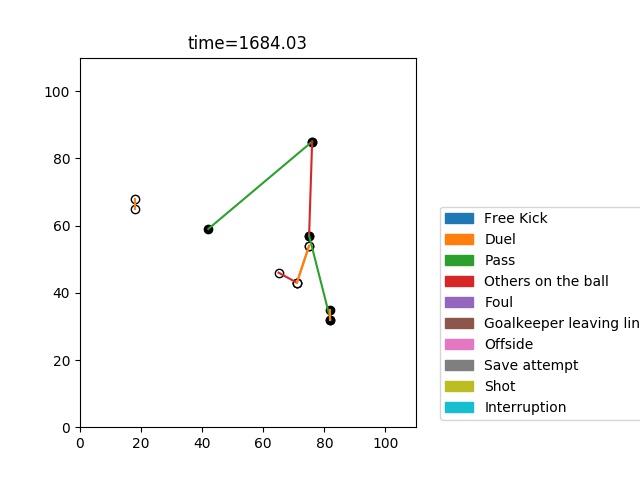 time=1684.03
100
80
60
40
20
0
0 20 40 60 80 100
Free Kick
Duel
Pass
Others on the ball
Foul
Goalkeeper leaving lin
Offside
Save attempt
Shot
Interruption